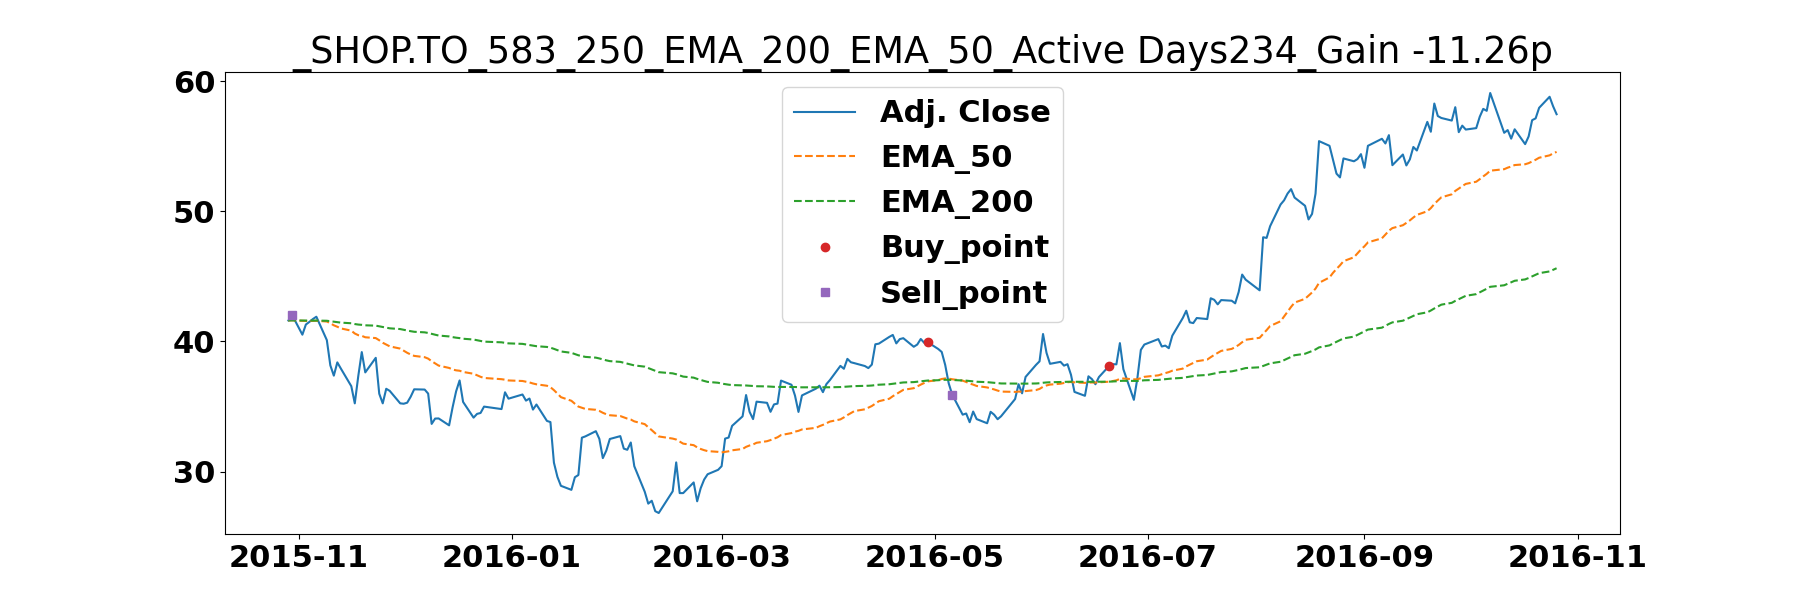 _SHOP.TO_583_250_EMA_200_EMA_50_Active Days234_Gain -11.26p
60
50
40
30
Adj. Close
EMA_50
EMA_200
Buy_point
Sell_point
2015-11 2016-01 2016-03 2016-05 2016-07 2016-09 2016-11